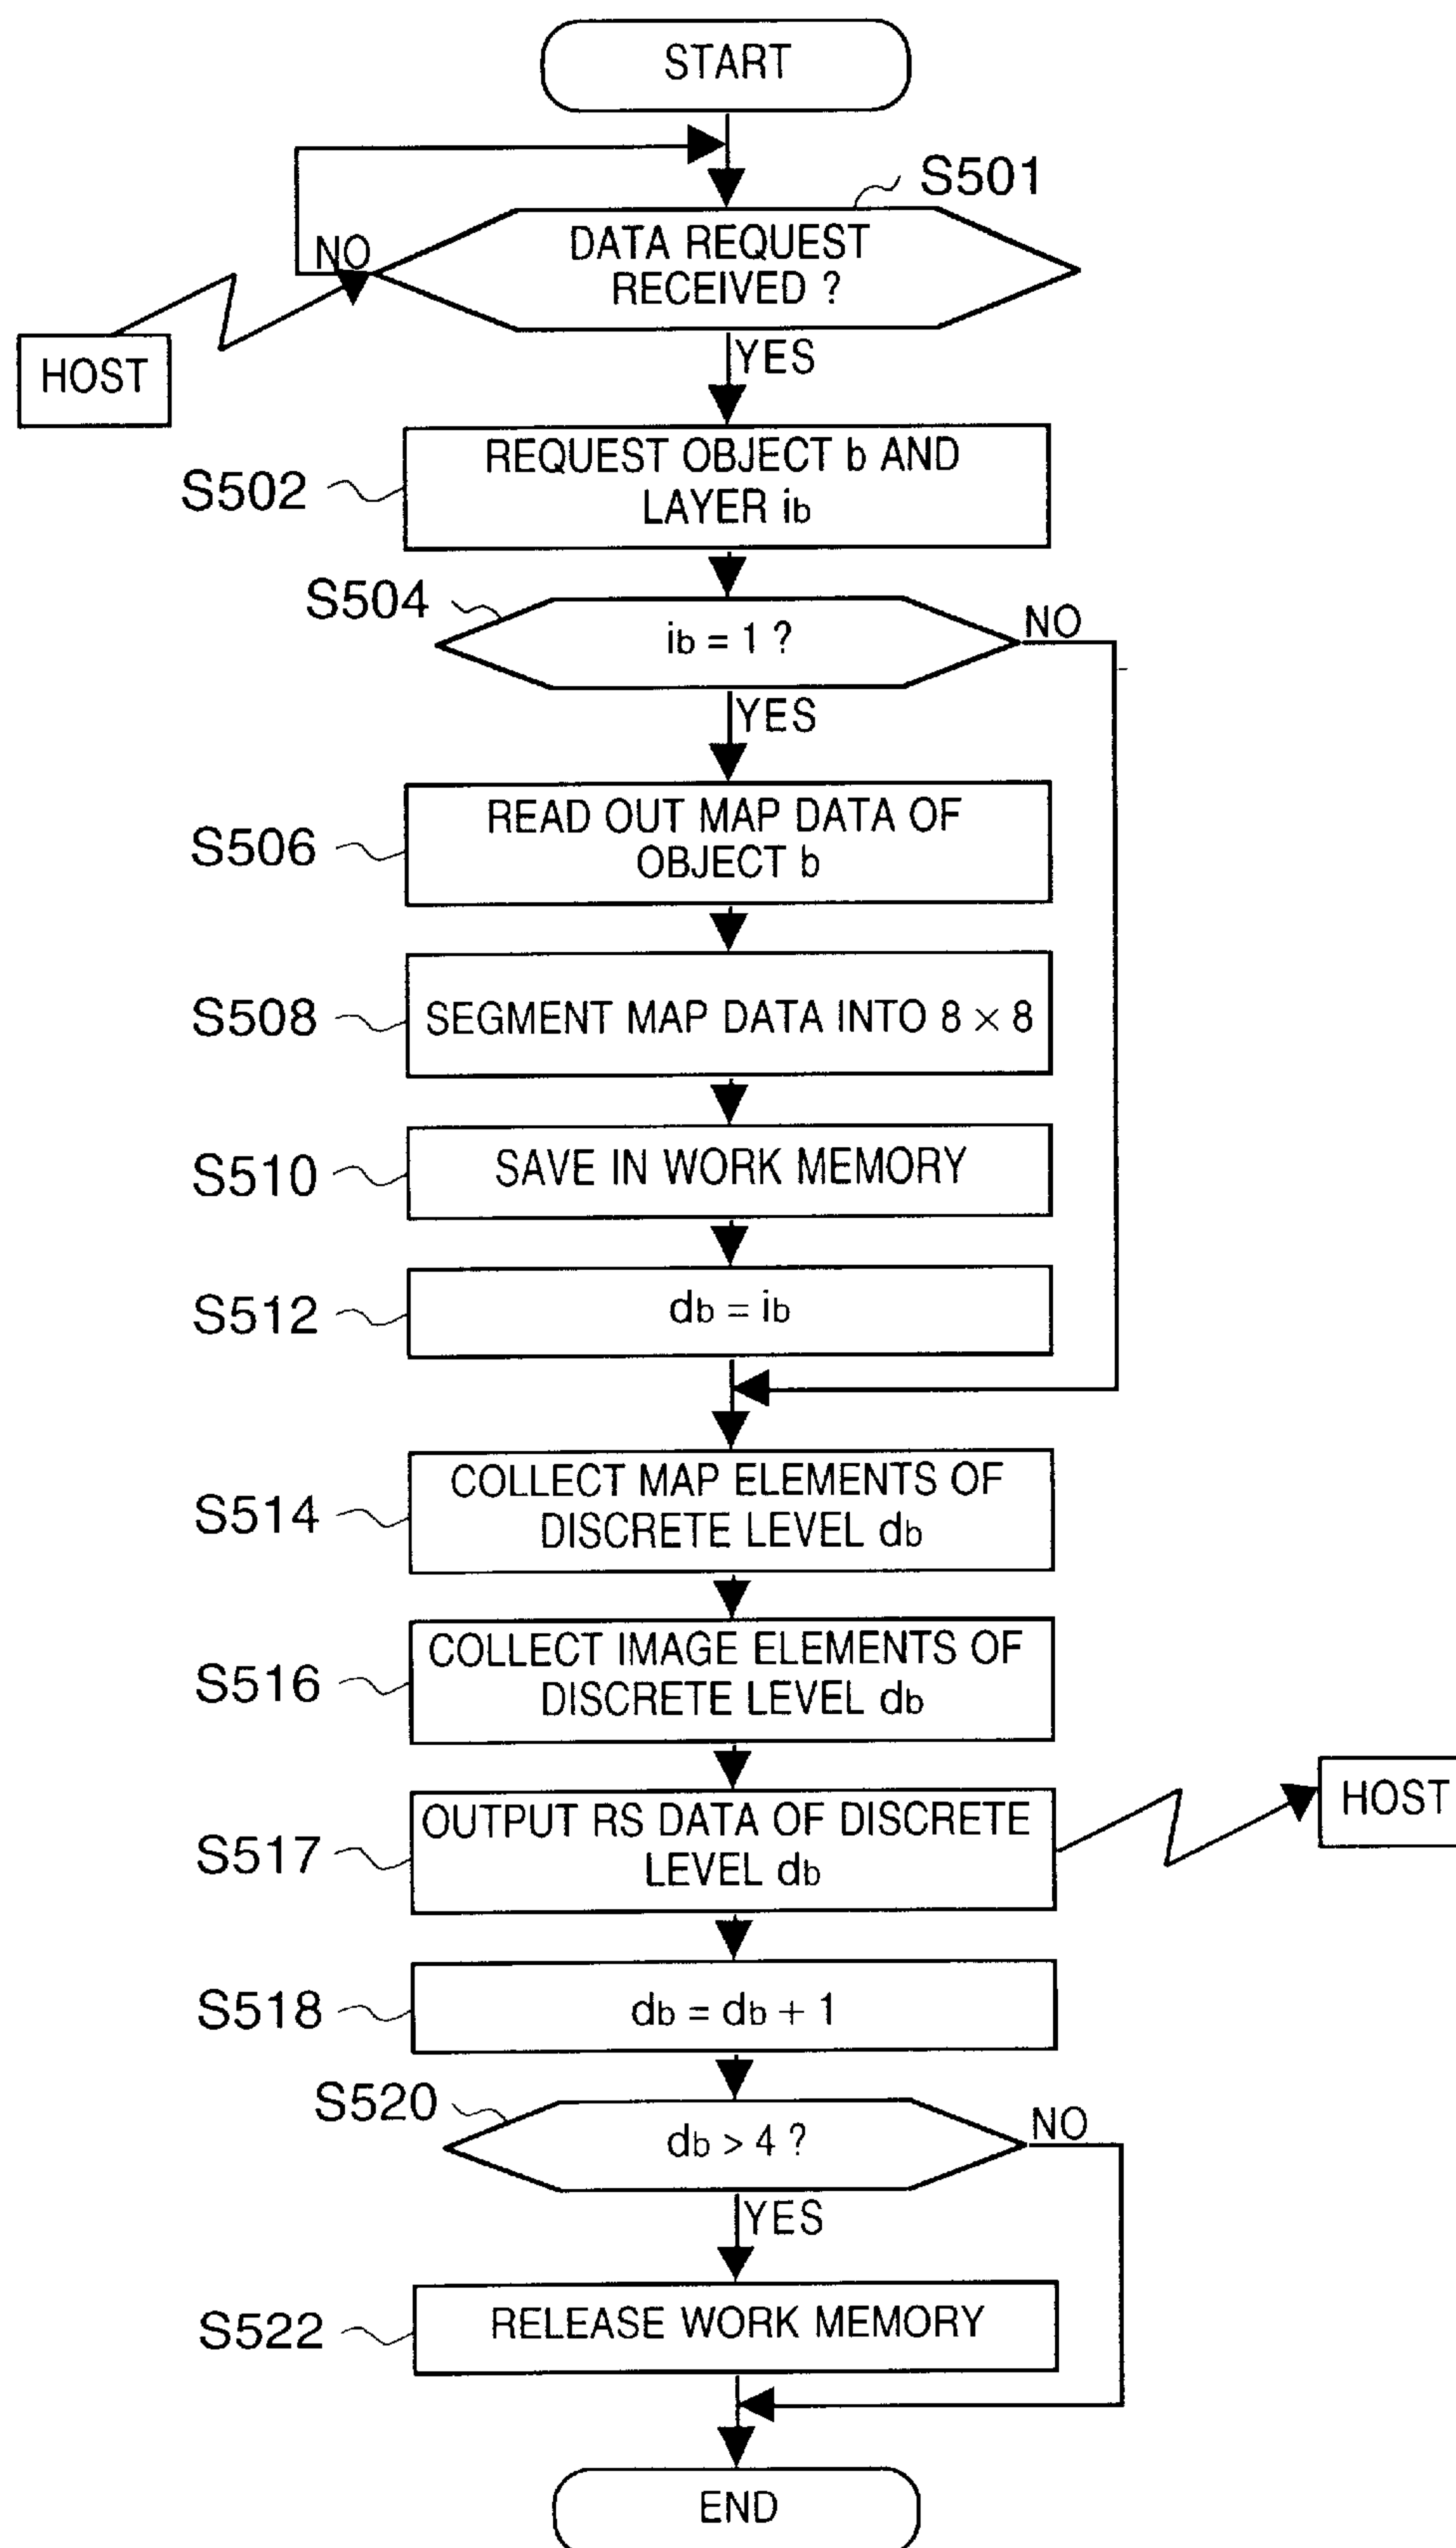 START
S501
DATA REQUEST
RECEIVED ?
NO
HOST
YES
REQUEST OBJECT b AND
LAYER ib
S502
S504
ib = 1 ?
NO
YES
READ OUT MAP DATA OF
OBJECT b
S506
S508
SEGMENT MAP DATA INTO 8 × 8
S510
SAVE IN WORK MEMORY
S512
db = ib
COLLECT MAP ELEMENTS OF
DISCRETE LEVEL db
S514
COLLECT IMAGE ELEMENTS OF
DISCRETE LEVEL db
S516
HOST
OUTPUT RS DATA OF DISCRETE
LEVEL db
S517
S518
db = db + 1
S520
db > 4 ?
NO
YES
S522
RELEASE WORK MEMORY
END